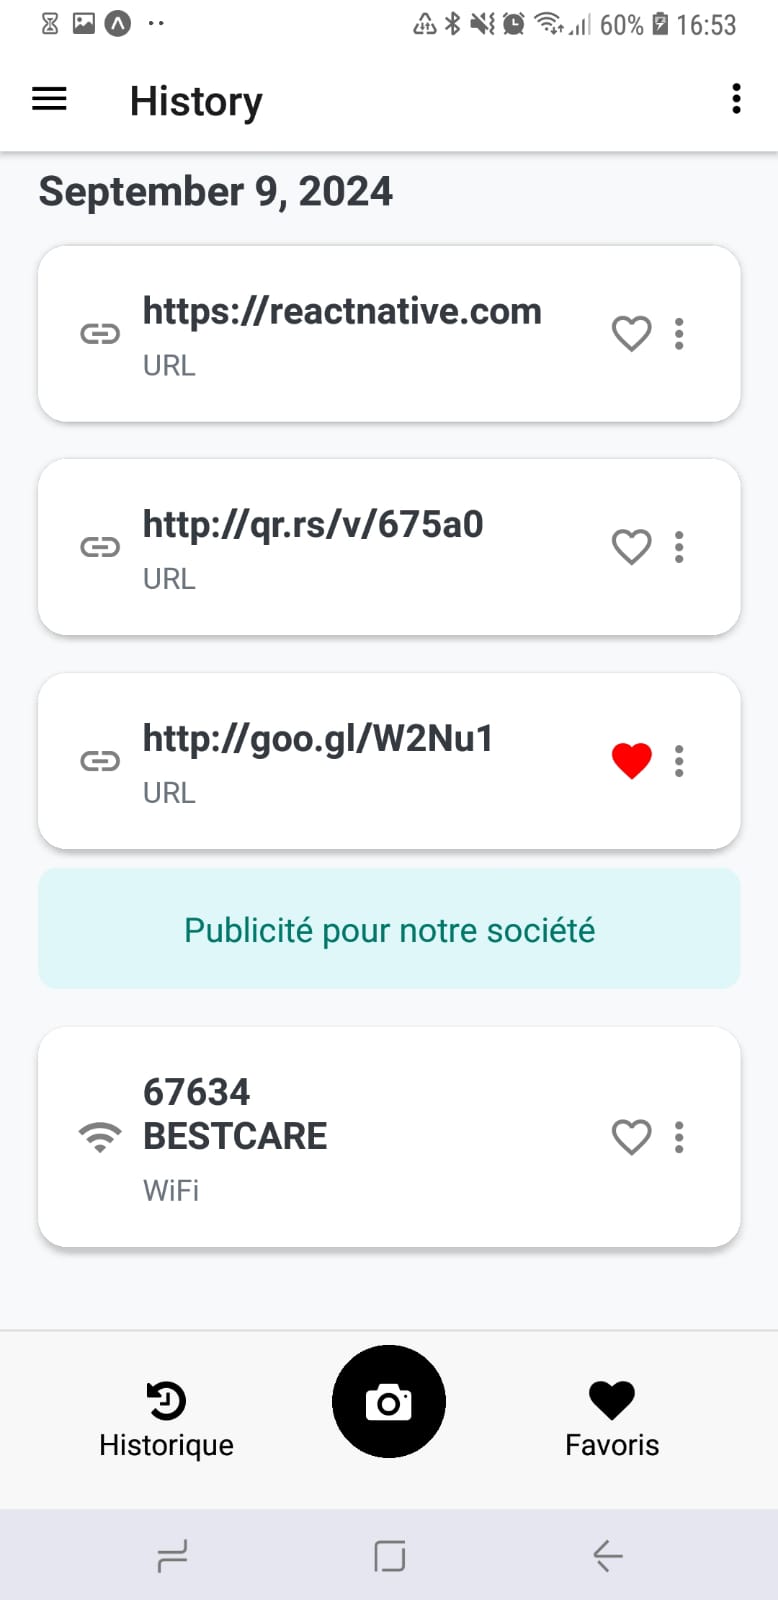 60% 16:53
History
September 9, 2024
https://reactnative.com
URL
http://qr.rs/v/675a0
URL
http://goo.gl/W2Nu1
URL
Publicité pour notre société
67634
BESTCARE
WiFi
Historique
Favoris